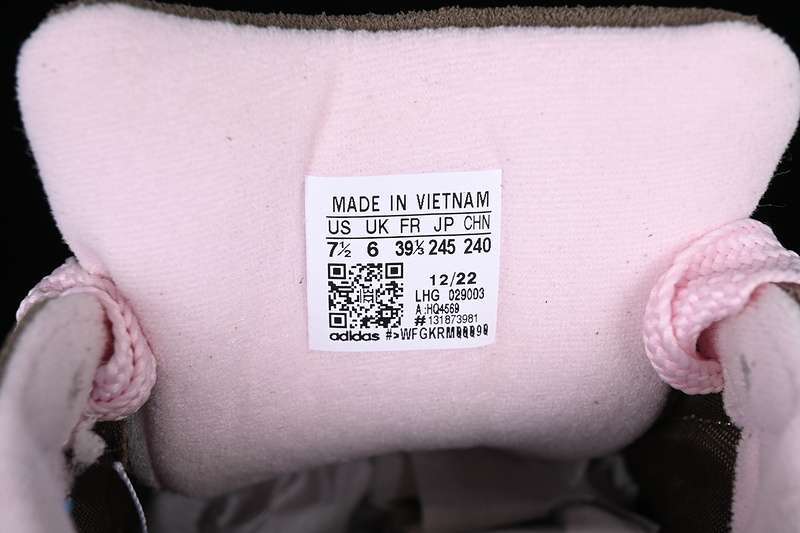 MADE IN VIETNAM
US UK FR JP CHN
7½ 6 39⅓ 245 240
12/22
LHG 029003
A:HQ4569
#131873981
adidas